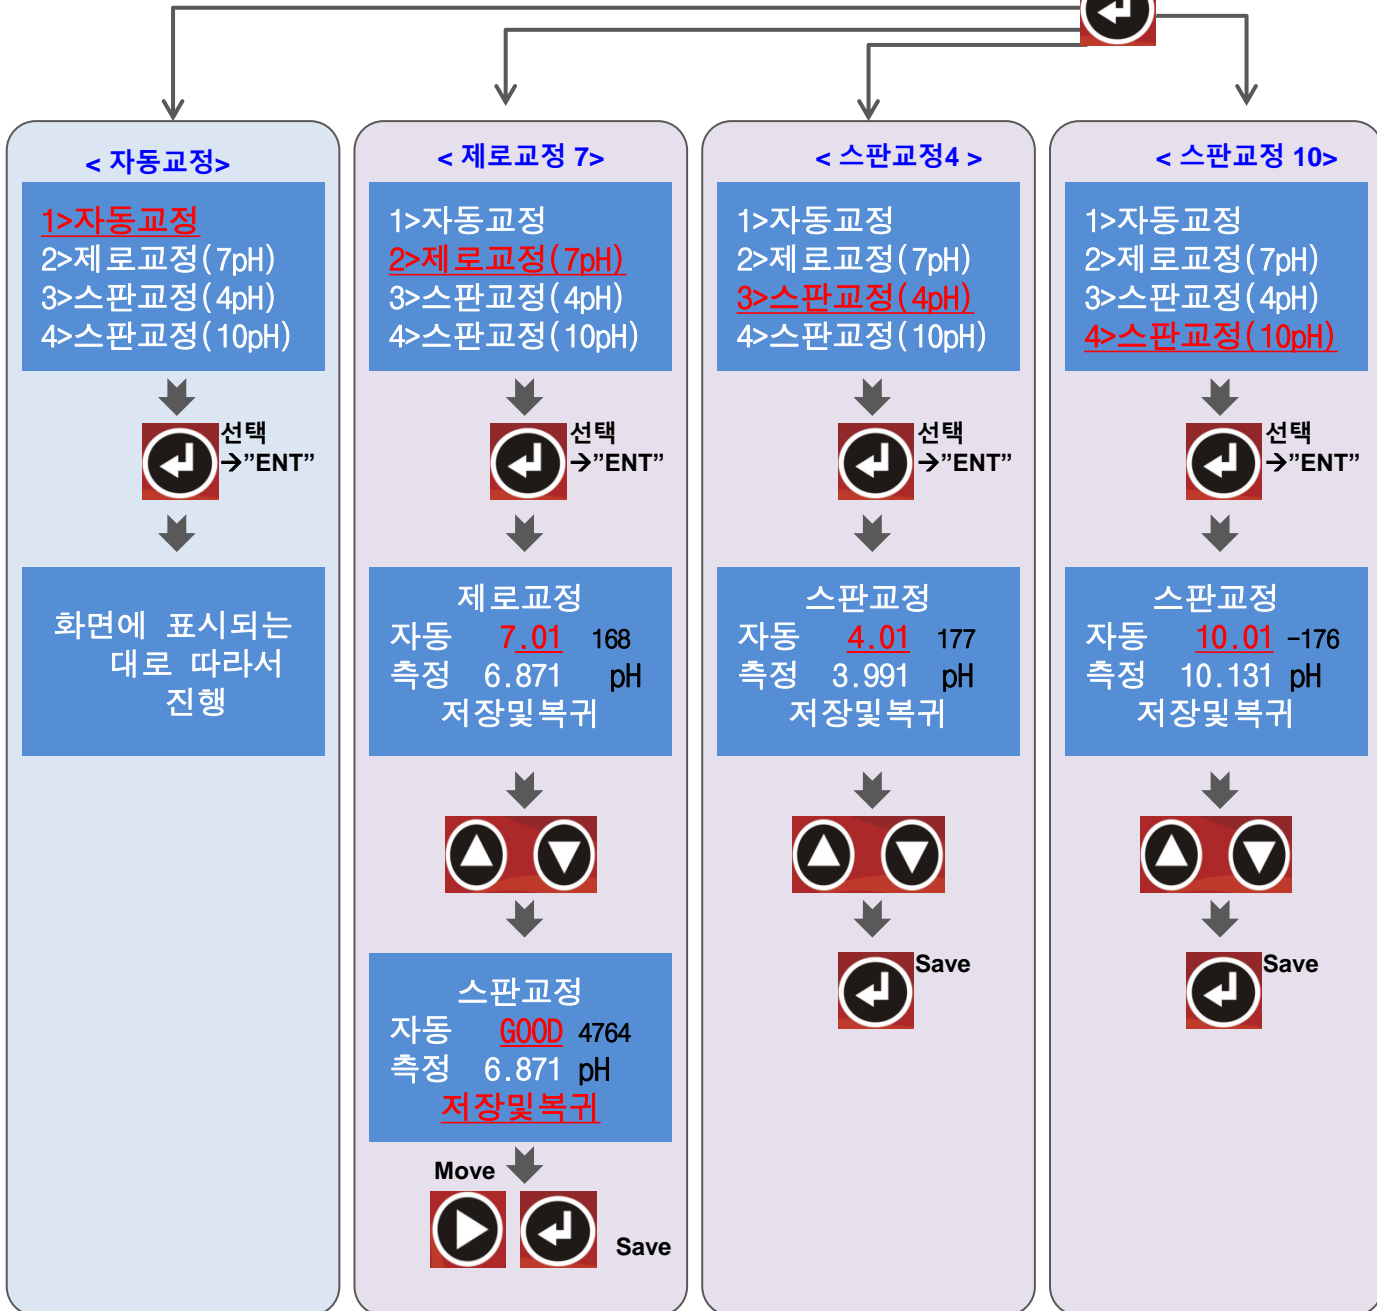 < 자동교정>
1>자동교정
2>제로교정(7pH)
3>스판교정(4pH)
4>스판교정(10pH)
선택
→”ENT”
화면에 표시되는
대로 따라서
진행
< 제로교정 7>
1>자동교정
2>제로교정(7pH)
3>스판교정(4pH)
4>스판교정(10pH)
선택
→”ENT”
제로교정
자동 7.01 168
측정 6.871 pH
저장및복귀
스판교정
자동 GOOD 4764
측정 6.871 pH
저장및복귀
Move
Save
< 스판교정4 >
1>자동교정
2>제로교정(7pH)
3>스판교정(4pH)
4>스판교정(10pH)
선택
→”ENT”
스판교정
자동 4.01 177
측정 3.991 pH
저장및복귀
Save
< 스판교정 10>
1>자동교정
2>제로교정(7pH)
3>스판교정(4pH)
4>스판교정(10pH)
선택
→”ENT”
스판교정
자동 10.01 -176
측정 10.131 pH
저장및복귀
Save